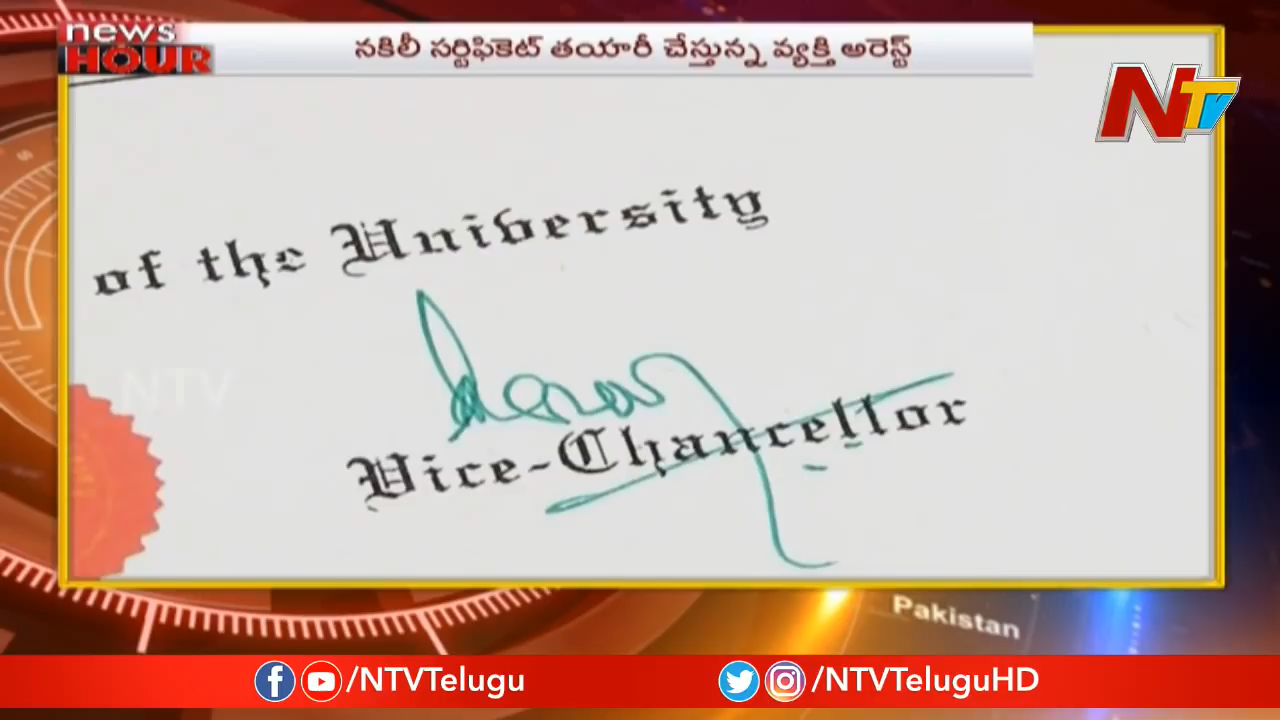 news
HOUR
నకిలీ సర్టిఫికెట్ తయారీ చేస్తున్న వ్యక్తి అరెస్ట్
NTV
of the University
NTV
Vice-Chancellor
Pakistan
/NTVTelugu
/NTVTeluguHD